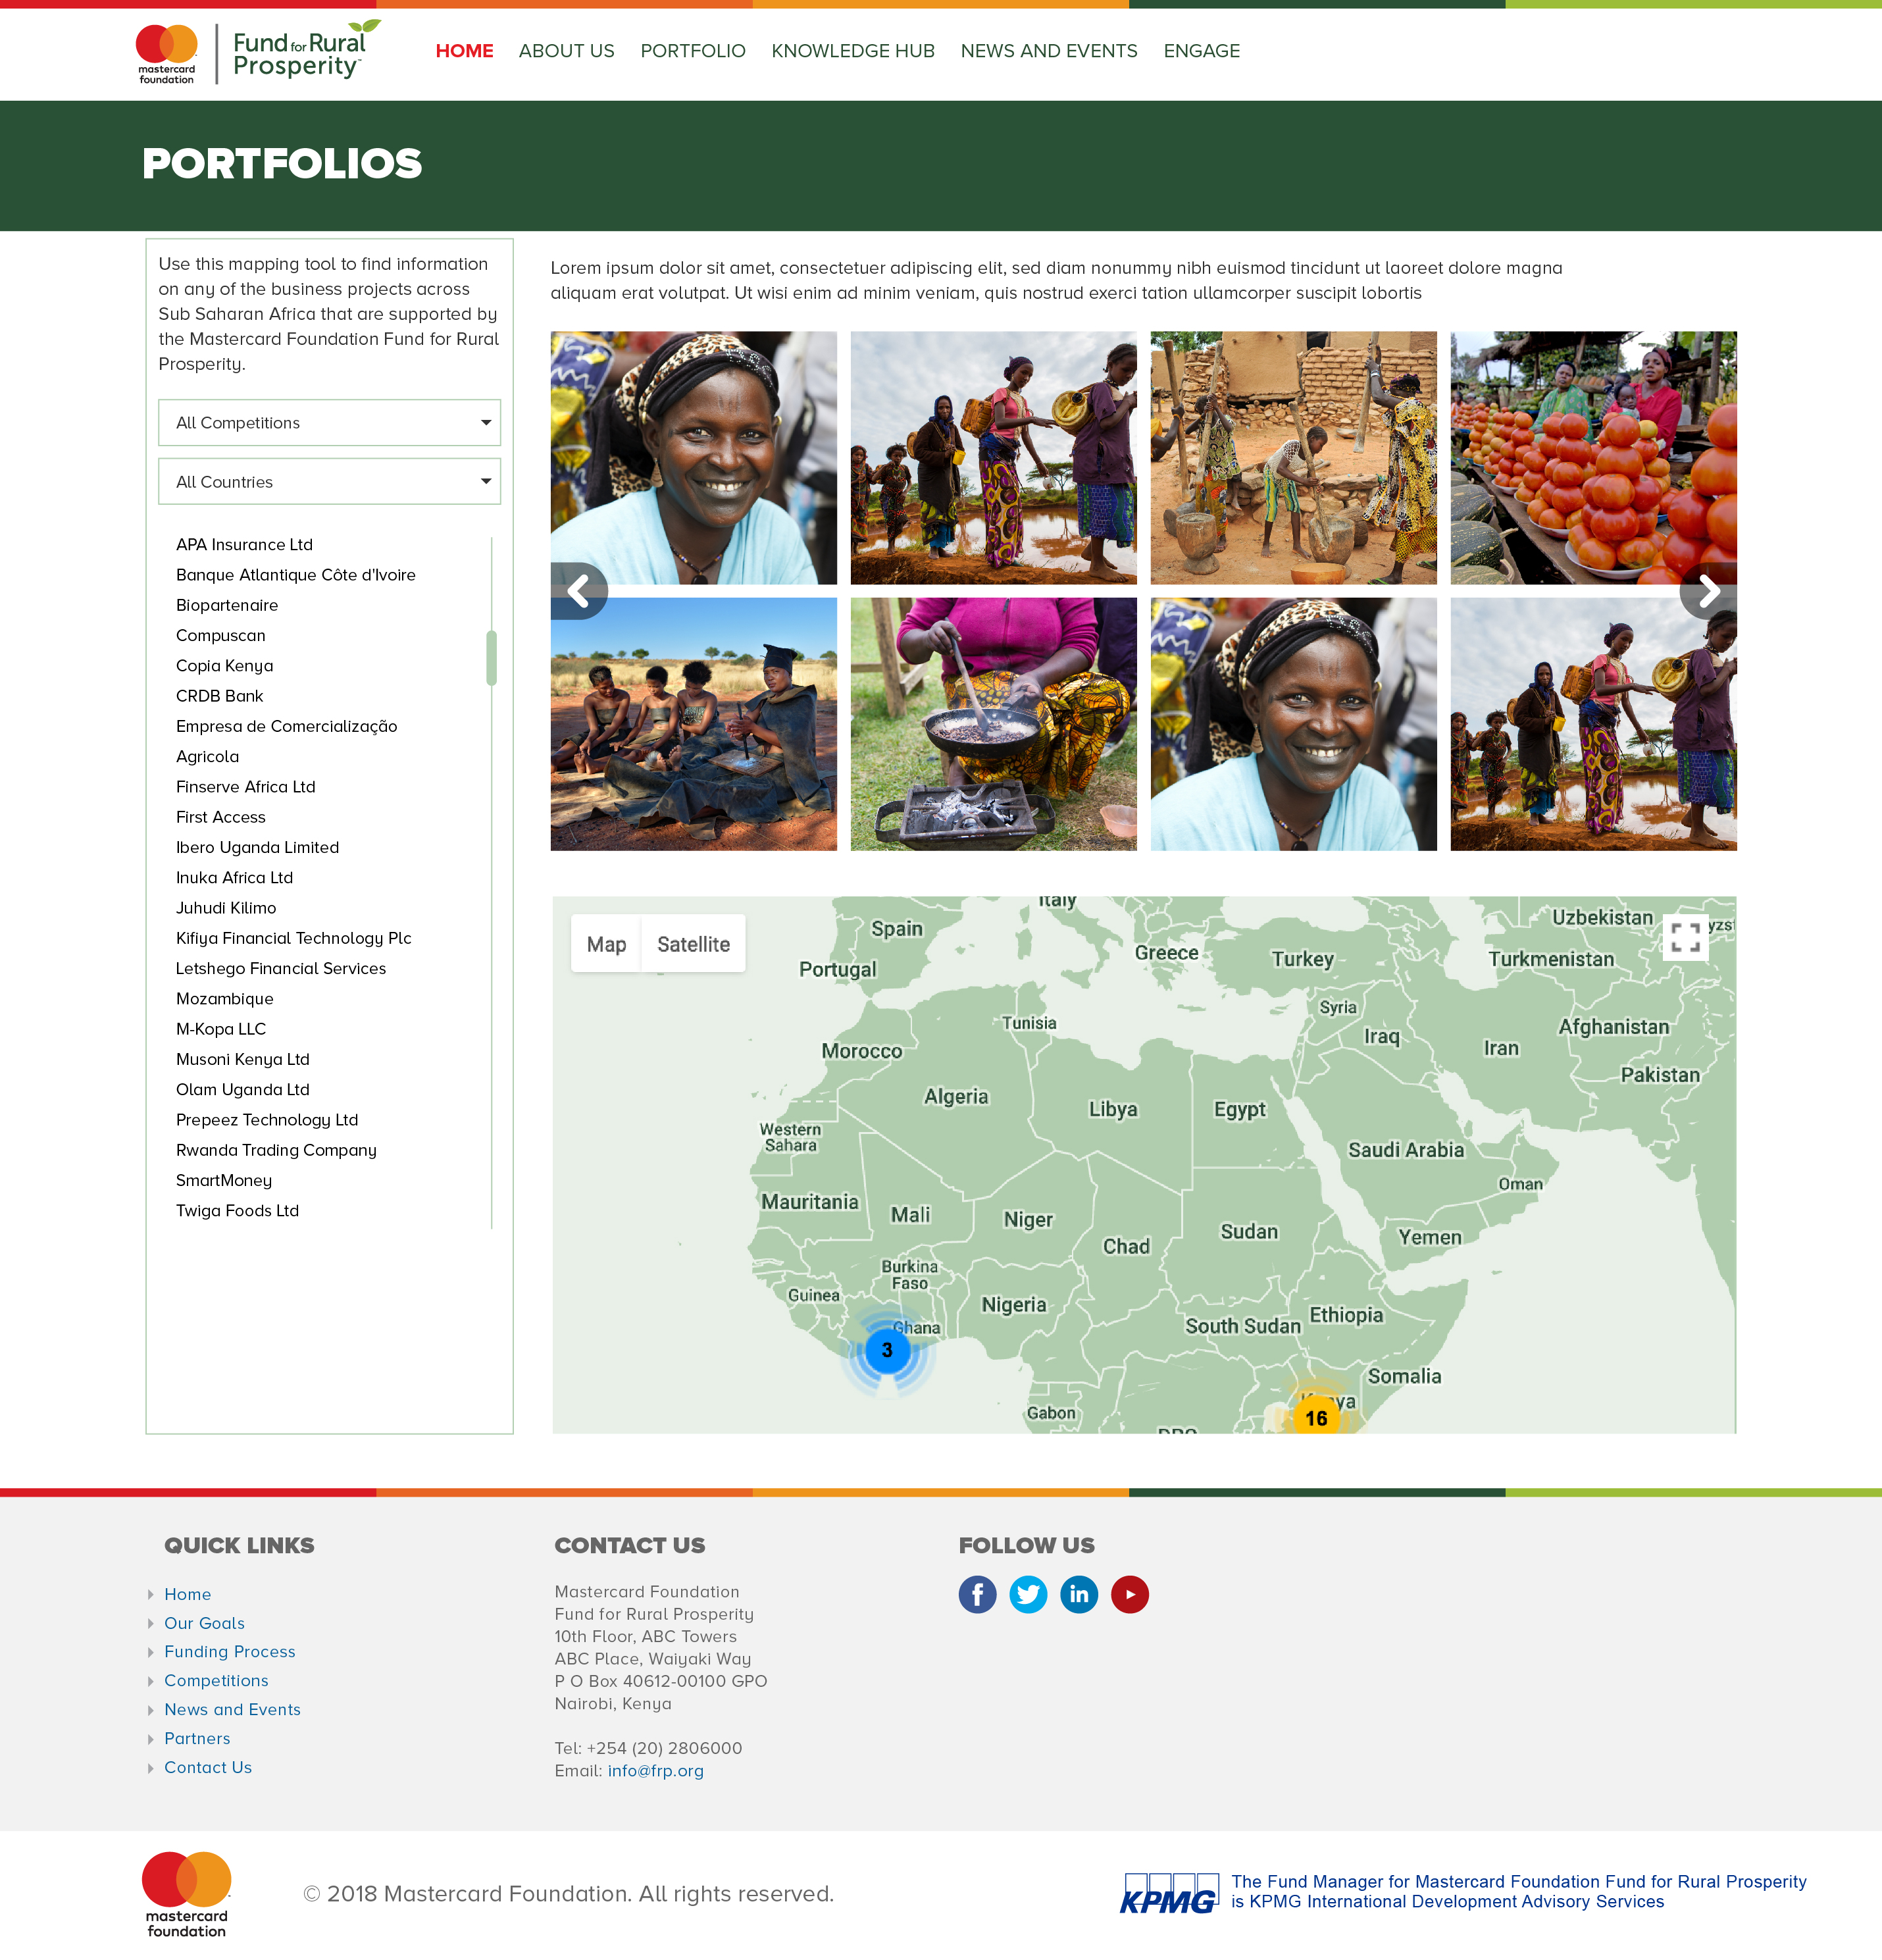 mastercard
foundation
Fund for Rural
Prosperity™
HOME ABOUT US PORTFOLIO KNOWLEDGE HUB NEWS AND EVENTS ENGAGE
PORTFOLIOS
Use this mapping tool to find information
on any of the business projects across
Sub Saharan Africa that are supported by
the Mastercard Foundation Fund for Rural
Prosperity.
All Competitions
All Countries
APA Insurance Ltd
Banque Atlantique Côte d'Ivoire
Biopartenaire
Compuscan
Copia Kenya
CRDB Bank
Empresa de Comercialização
Agricola
Finserve Africa Ltd
First Access
Ibero Uganda Limited
Inuka Africa Ltd
Juhudi Kilimo
Kifiya Financial Technology Plc
Letshego Financial Services
Mozambique
M-Kopa LLC
Musoni Kenya Ltd
Olam Uganda Ltd
Prepeez Technology Ltd
Rwanda Trading Company
SmartMoney
Twiga Foods Ltd
Lorem ipsum dolor sit amet, consectetuer adipiscing elit, sed diam nonummy nibh euismod tincidunt ut laoreet dolore magna
aliquam erat volutpat. Ut wisi enim ad minim veniam, quis nostrud exerci tation ullamcorper suscipit lobortis
Map Satellite
Italy
Spain
Uzbekistan
Portugal
Greece
Turkey
Turkmenistan
Tunisia
Syria
Afghanistan
Morocco
Iraq
Iran
Pakistan
Algeria
Libya
Egypt
Western
Sahara
Saudi Arabia
Oman
Mauritania
Mali
Niger
Sudan
Yemen
Chad
Burkina
Faso
Guinea
Nigeria
Ethiopia
Ghana
South Sudan
3
Somalia
Gabon
Kenya
16
DRC
QUICK LINKS
Home
Our Goals
Funding Process
Competitions
News and Events
Partners
Contact Us
CONTACT US
Mastercard Foundation
Fund for Rural Prosperity
10th Floor, ABC Towers
ABC Place, Waiyaki Way
P O Box 40612-00100 GPO
Nairobi, Kenya
Tel: +254 (20) 2806000
Email: info@frp.org
FOLLOW US
f in
mastercard
foundation
© 2018 Mastercard Foundation. All rights reserved.
KPMG
The Fund Manager for Mastercard Foundation Fund for Rural Prosperity
is KPMG International Development Advisory Services